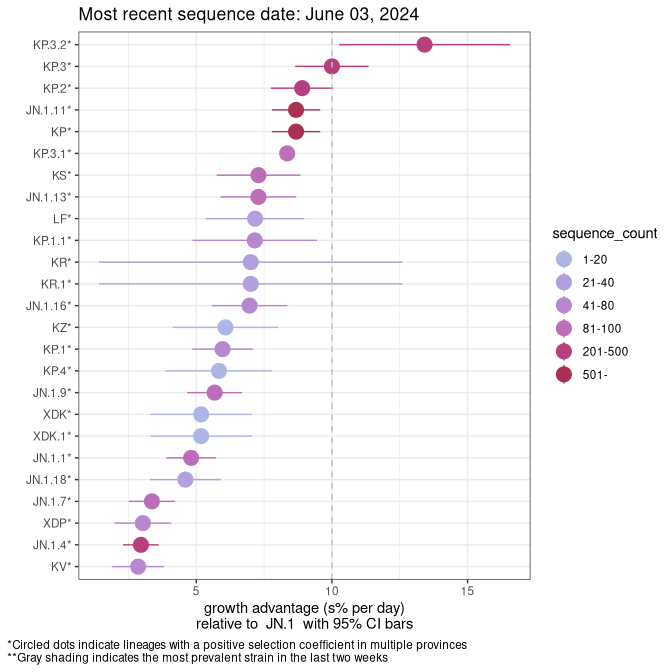 Most recent sequence date: June 03, 2024
KP.3.2*
KP.3*
KP.2*
JN.1.11*
KP*
KP.3.1*
KS*
JN.1.13*
LF*
KP.1.1*
KR*
KR.1*
JN.1.16*
KZ*
KP.1*
KP.4*
JN.1.9*
XDK*
XDK.1*
JN.1.1*
JN.1.18*
JN.1.7*
XDP*
JN.1.4*
KV*
5 10 15
growth advantage (s% per day)
relative to JN.1 with 95% CI bars
sequence_count
1-20
21-40
41-80
81-100
201-500
501-
*Circled dots indicate lineages with a positive selection coefficient in multiple provinces
**Gray shading indicates the most prevalent strain in the last two weeks